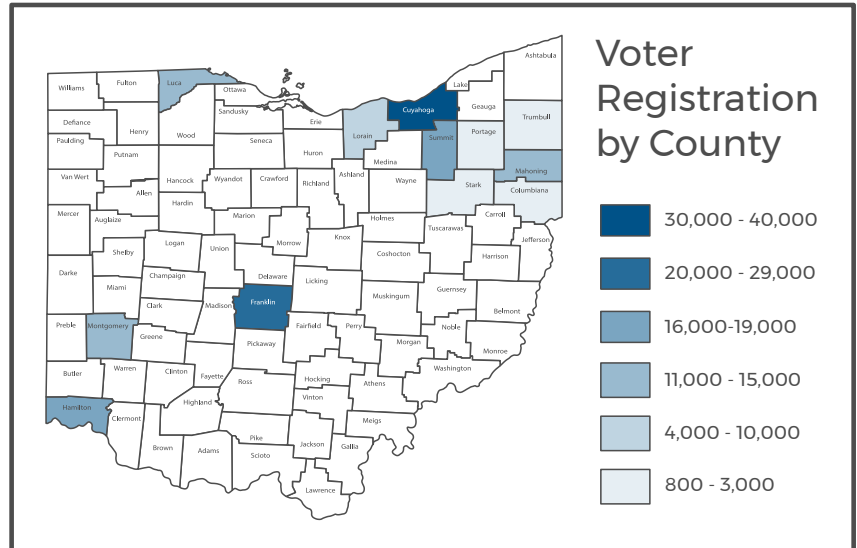 Voter
Registration
by County
30,000 - 40,000
20,000 - 29,000
16,000-19,000
11,000 - 15,000
4,000 - 10,000
800 - 3,000
Ashtabula
Lake
Williams
Fulton
Luca
Ottawa
Geauga
Cuyahoga
Sandusky
Erie
Trumbull
Defiance
Henry
Wood
Lorain
Summit
Portage
Paulding
Seneca
Huron
Medina
Putnam
Mahoning
Van Wert
Hancock
Wyandot
Crawford
Richland
Ashland
Wayne
Stark
Columbiana
Allen
Hardin
Mercer
Auglaize
Marion
Holmes
Carroll
Tuscarawas
Jefferson
Logan
Union
Morrow
Knox
Shelby
Coshocton
Harrison
Darke
Champaign
Delaware
Licking
Miami
Guernsey
Clark
Madison
Franklin
Muskingum
Belmont
Preble
Montgomery
Greene
Fairfield
Perry
Noble
Pickaway
Morgan
Monroe
Butler
Warren
Clinton
Fayette
Ross
Hocking
Athens
Washington
Hamilton
Clermont
Highland
Vinton
Meigs
Pike
Jackson
Gallia
Brown
Adams
Scioto
Lawrence